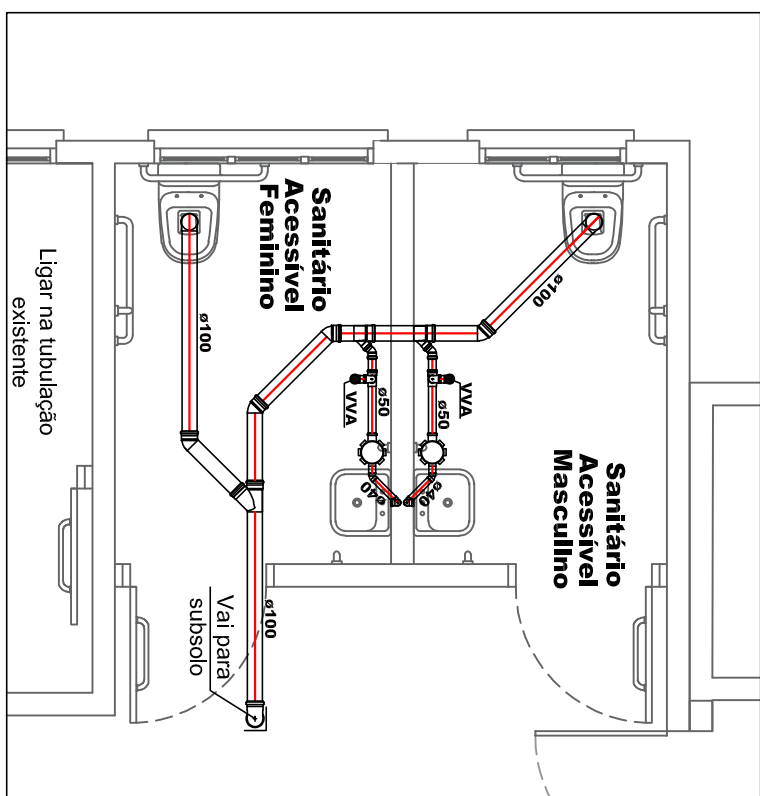 Sanitário
Acessível
Feminino
Sanitário
Acessível
Masculino
ø100
ø100
VVA
VVA
ø50
ø50
ø40
ø40
ø100
Vai para
subsolo
Ligar na tubulação
existente